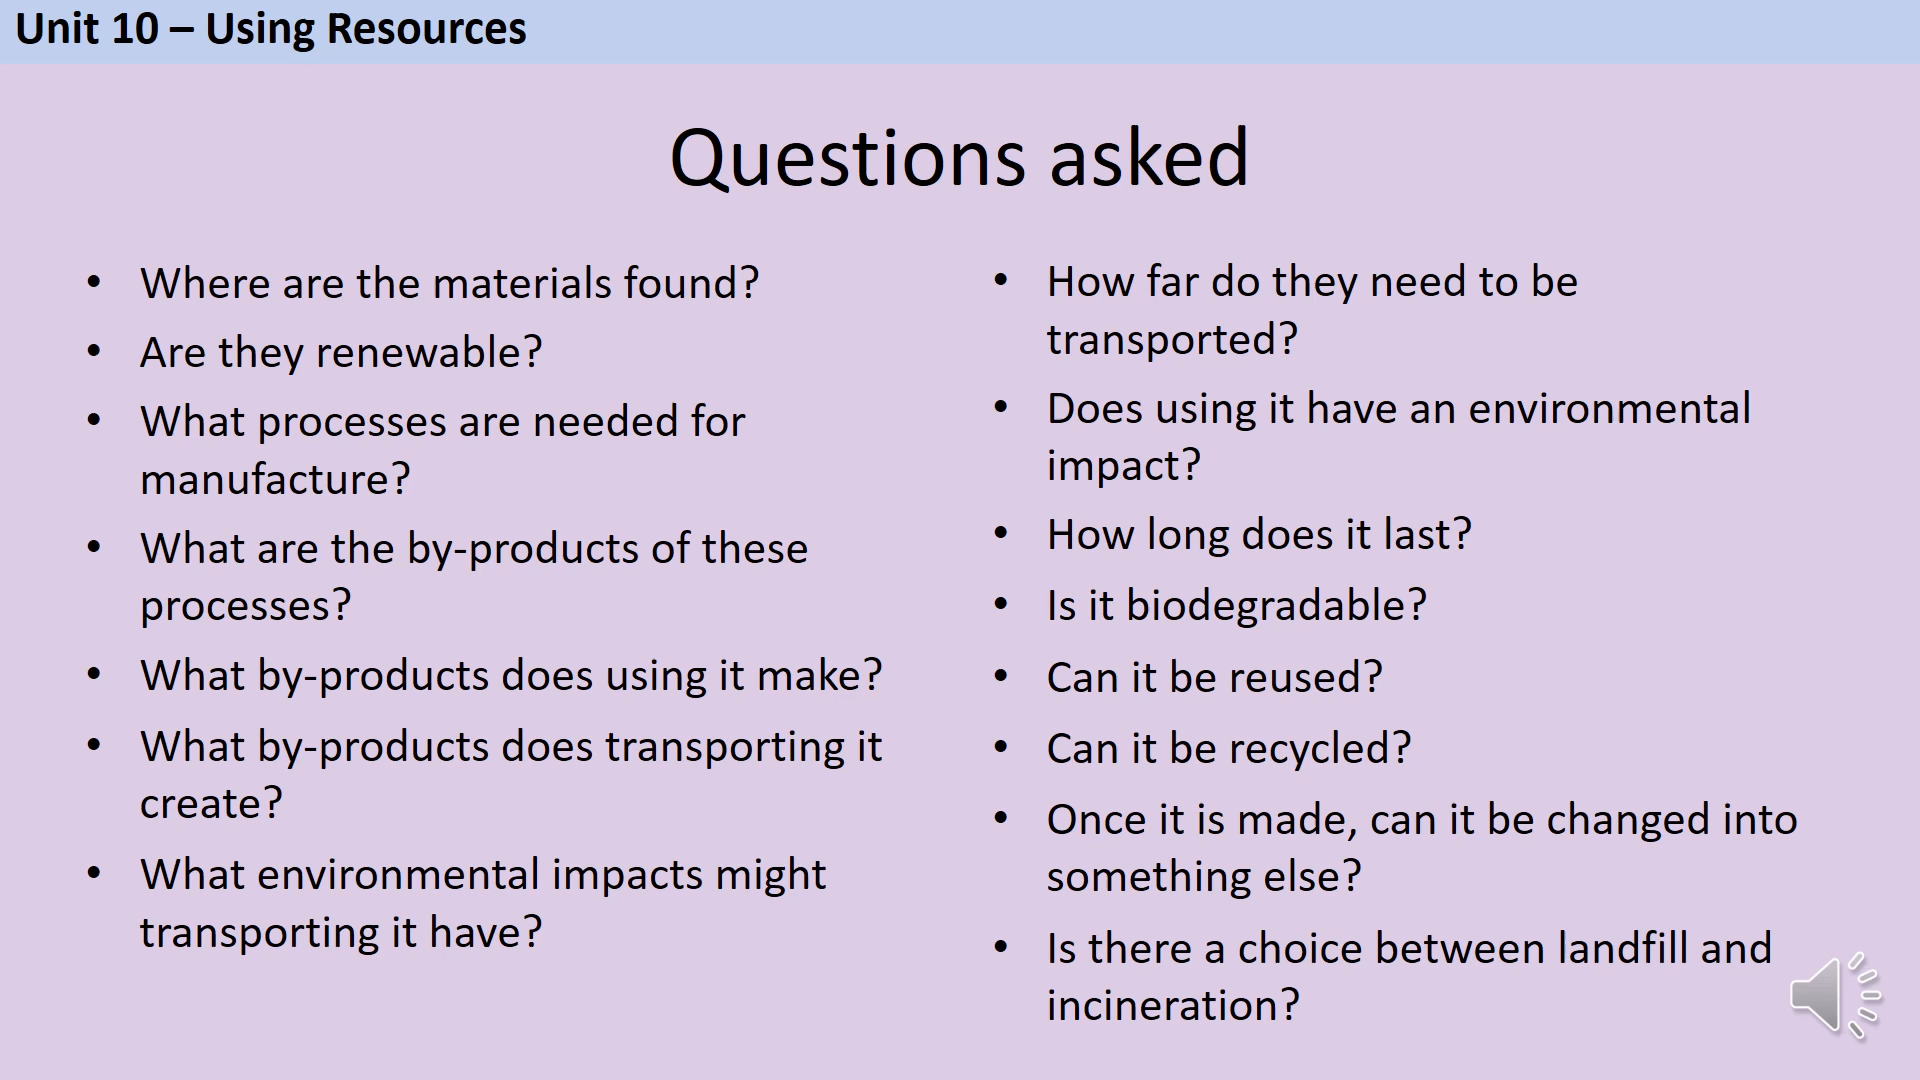 Unit 10 – Using Resources
Questions asked
• Where are the materials found?
• Are they renewable?
• What processes are needed for
manufacture?
• What are the by-products of these
processes?
• What by-products does using it make?
• What by-products does transporting it
create?
• What environmental impacts might
transporting it have?
• How far do they need to be
transported?
• Does using it have an environmental
impact?
• How long does it last?
• Is it biodegradable?
• Can it be reused?
• Can it be recycled?
• Once it is made, can it be changed into
something else?
• Is there a choice between landfill and
incineration?